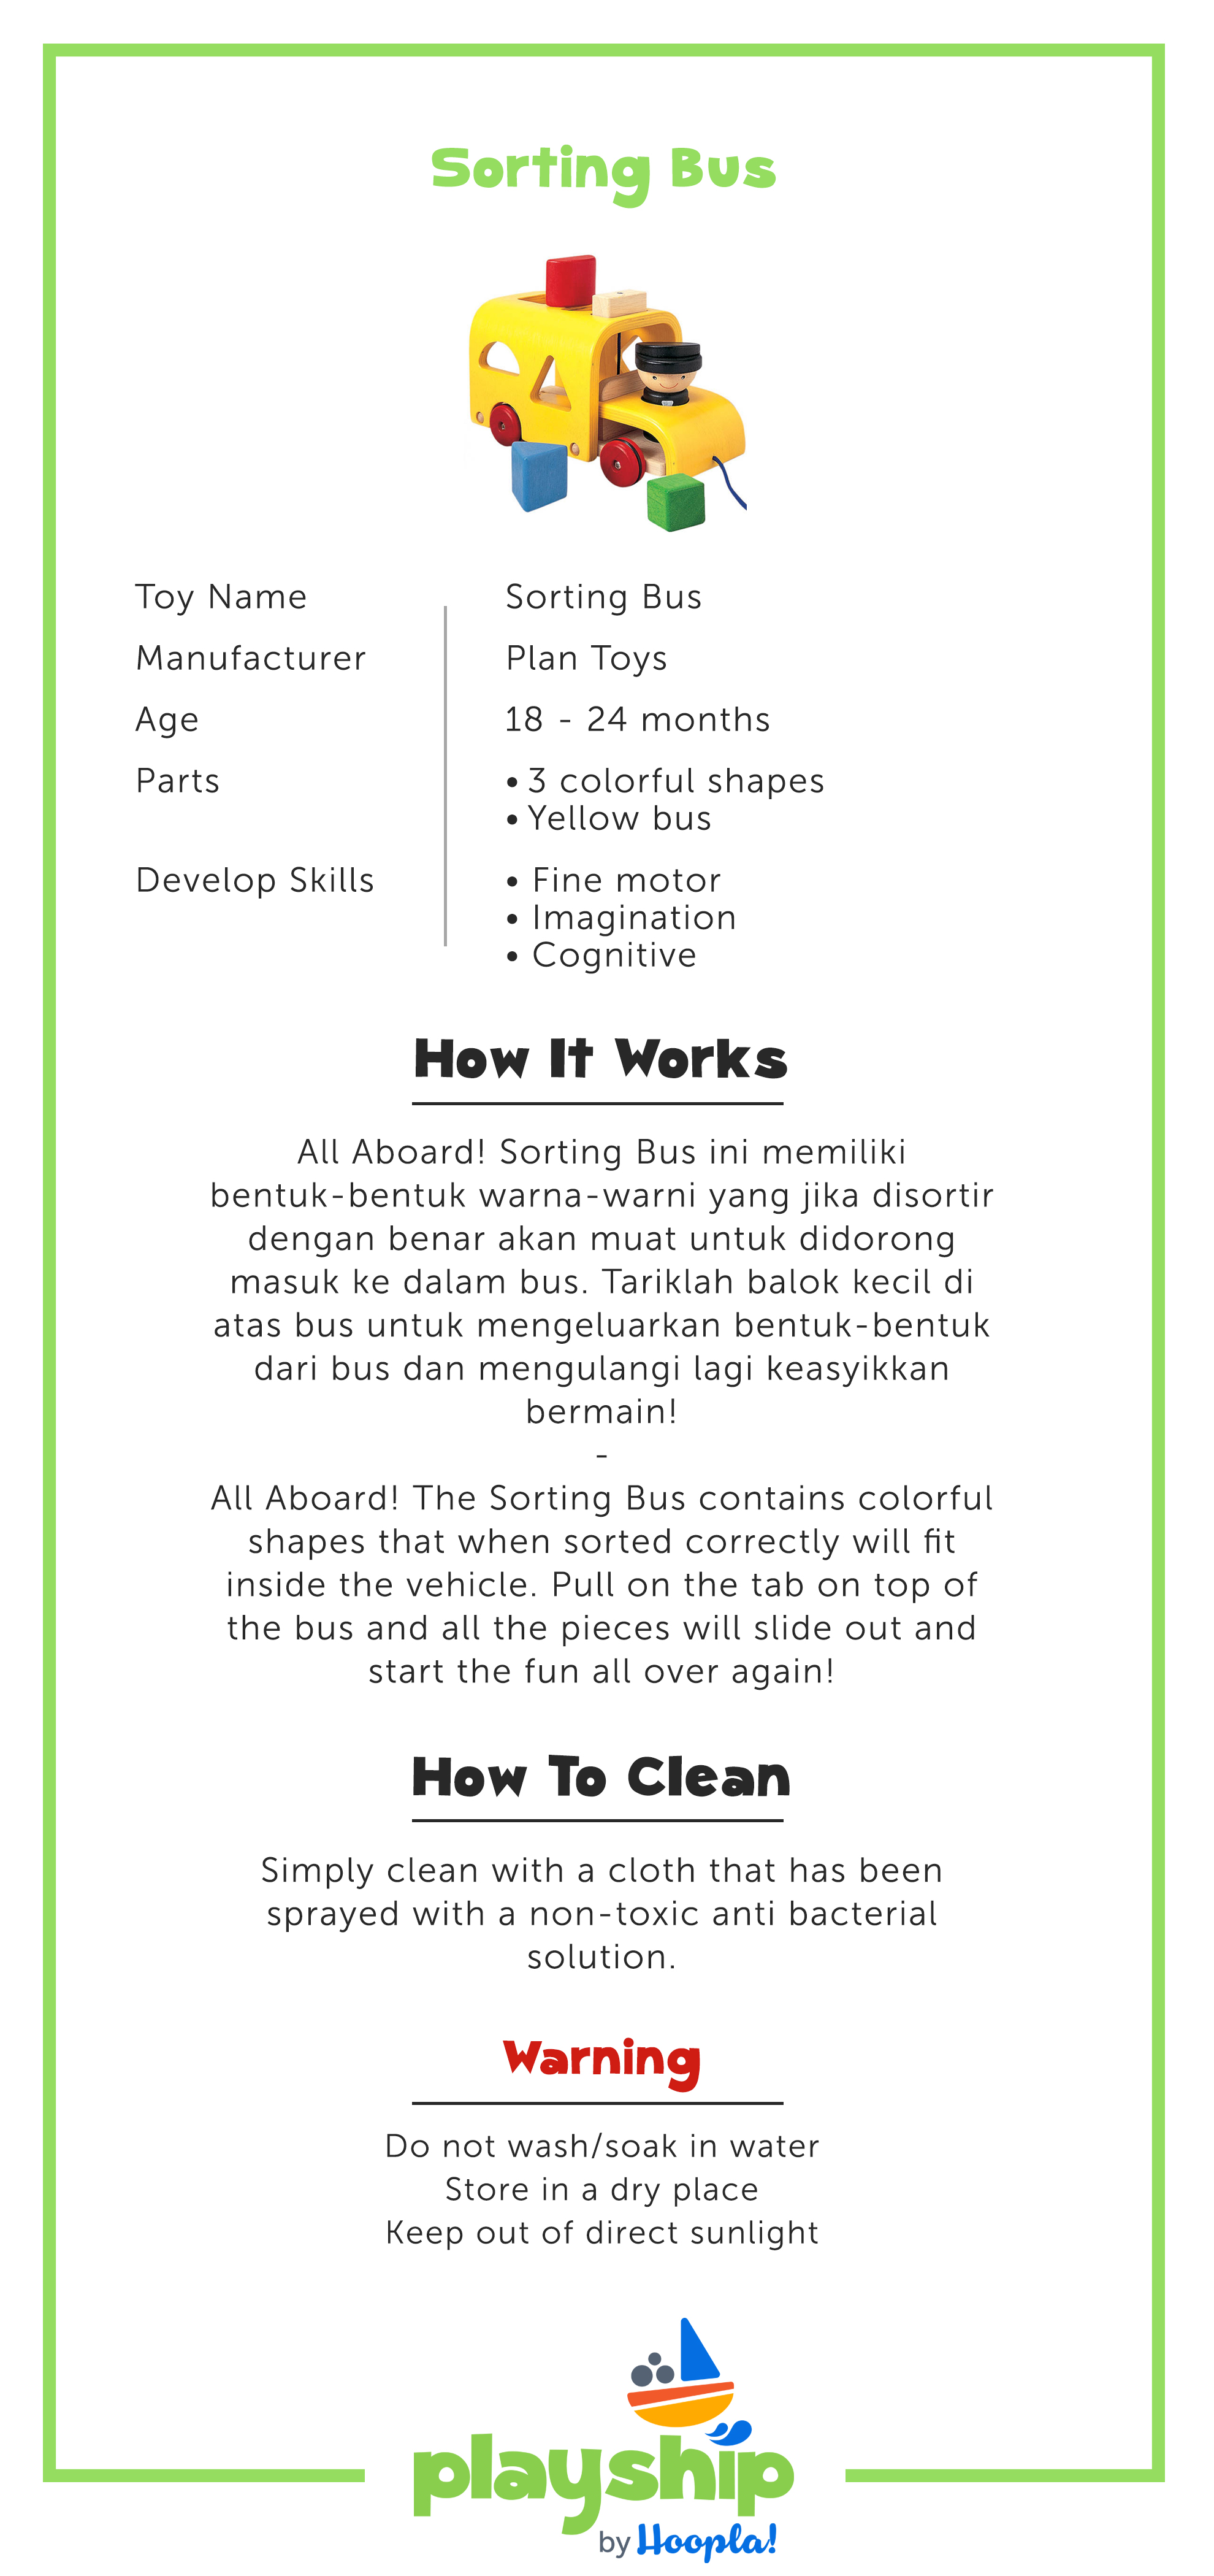 Sorting Bus
Toy Name
Sorting Bus
Manufacturer
Plan Toys
Age
18 - 24 months
Parts
• 3 colorful shapes
• Yellow bus
Develop Skills
• Fine motor
• Imagination
• Cognitive
How It Works
All Aboard! Sorting Bus ini memiliki
bentuk-bentuk warna-warni yang jika disortir
dengan benar akan muat untuk didorong
masuk ke dalam bus. Tariklah balok kecil di
atas bus untuk mengeluarkan bentuk-bentuk
dari bus dan mengulangi lagi keasyikkan
bermain!
-
All Aboard! The Sorting Bus contains colorful
shapes that when sorted correctly will fit
inside the vehicle. Pull on the tab on top of
the bus and all the pieces will slide out and
start the fun all over again!
How To Clean
Simply clean with a cloth that has been
sprayed with a non-toxic anti bacterial
solution.
Warning
Do not wash/soak in water
Store in a dry place
Keep out of direct sunlight
playship
by Hoopla!